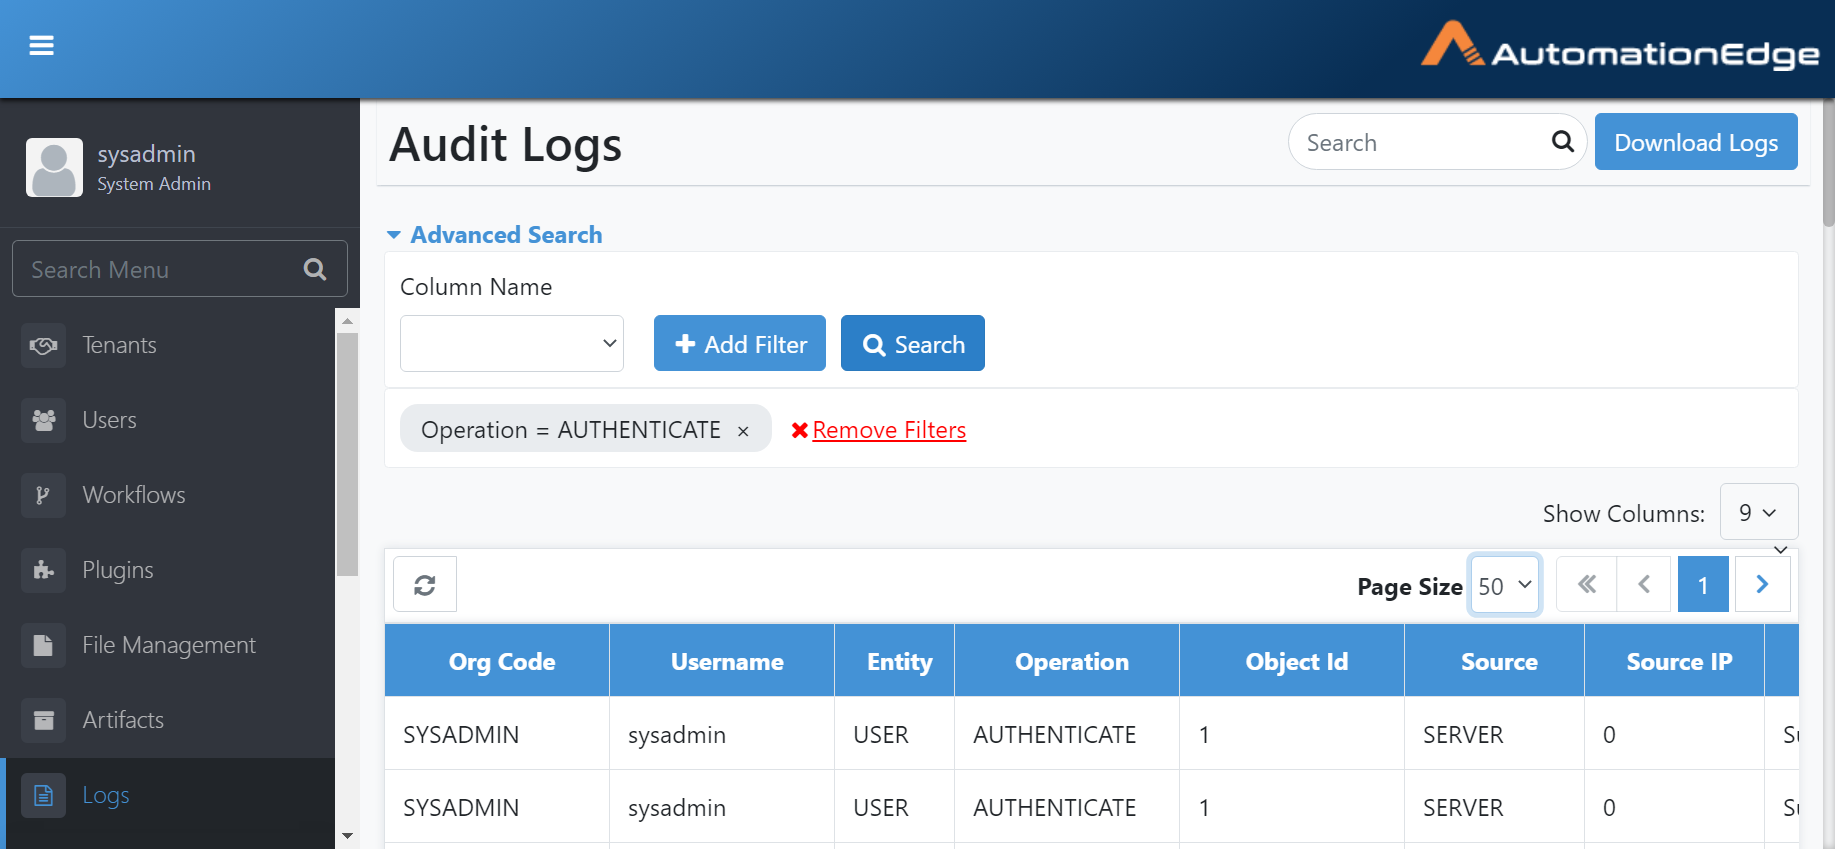 AutomationEdge
sysadmin
System Admin
Search Menu
Tenants
Users
Workflows
Plugins
File Management
Artifacts
Logs
Audit Logs
Search
Download Logs
Advanced Search
Column Name
Add Filter
Search
Operation = AUTHENTICATE ×
Remove Filters
Show Columns: 9
Page Size 50 « ‹ 1 ›
Org Code Username Entity Operation Object Id Source Source IP
SYSADMIN sysadmin USER AUTHENTICATE 1 SERVER 0
SYSADMIN sysadmin USER AUTHENTICATE 1 SERVER 0